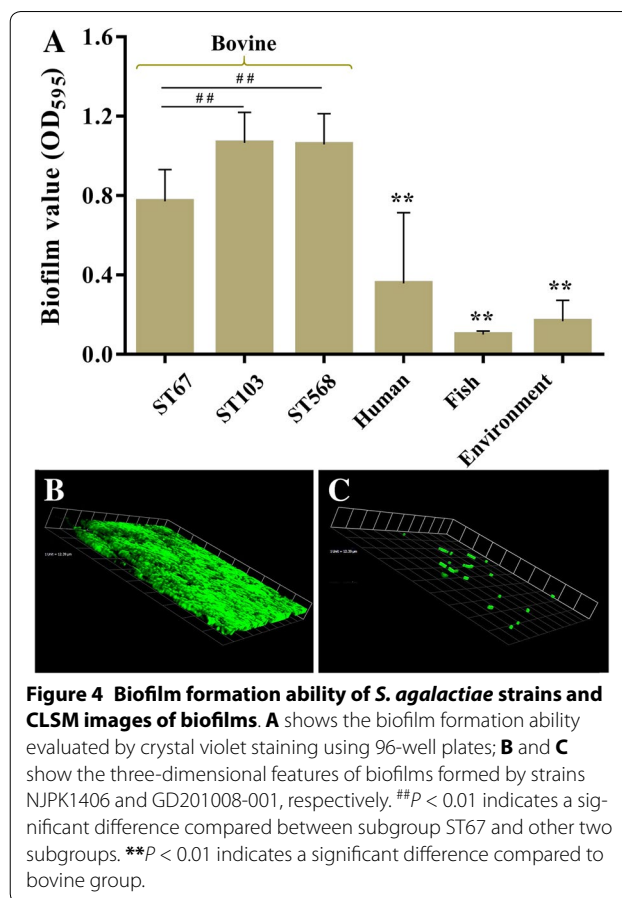 A
Bovine
##
##
Biofilm value (OD595)
1.6
1.2
0.8
0.4
0.0
**
**
**
ST67
ST103
ST568
Human
Fish
Environment
B
C
Figure 4 Biofilm formation ability of S. agalactiae strains and
CLSM images of biofilms. A shows the biofilm formation ability
evaluated by crystal violet staining using 96-well plates; B and C
show the three-dimensional features of biofilms formed by strains
NJPK1406 and GD201008-001, respectively. ##P < 0.01 indicates a sig-
nificant difference compared between subgroup ST67 and other two
subgroups. **P < 0.01 indicates a significant difference compared to
bovine group.